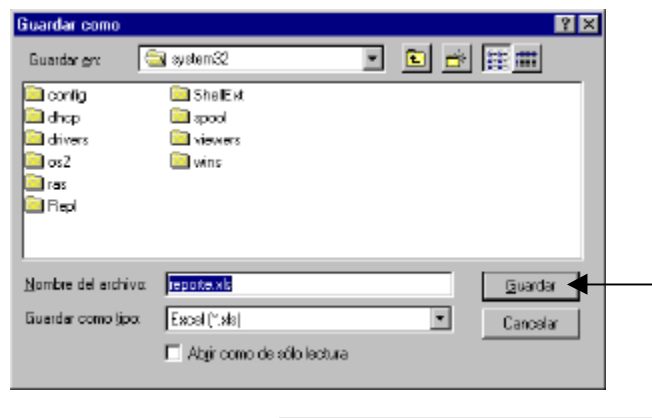 Guardar como
Guardar en: system32
config ShellExt
dhcp spool
drivers viewers
os2 wins
ras
Repl
Nombre del archivo: reporte.xls Guardar
Guardar como tipo: Excel (*.xls) Cancelar
Abrir como de sólo lectura